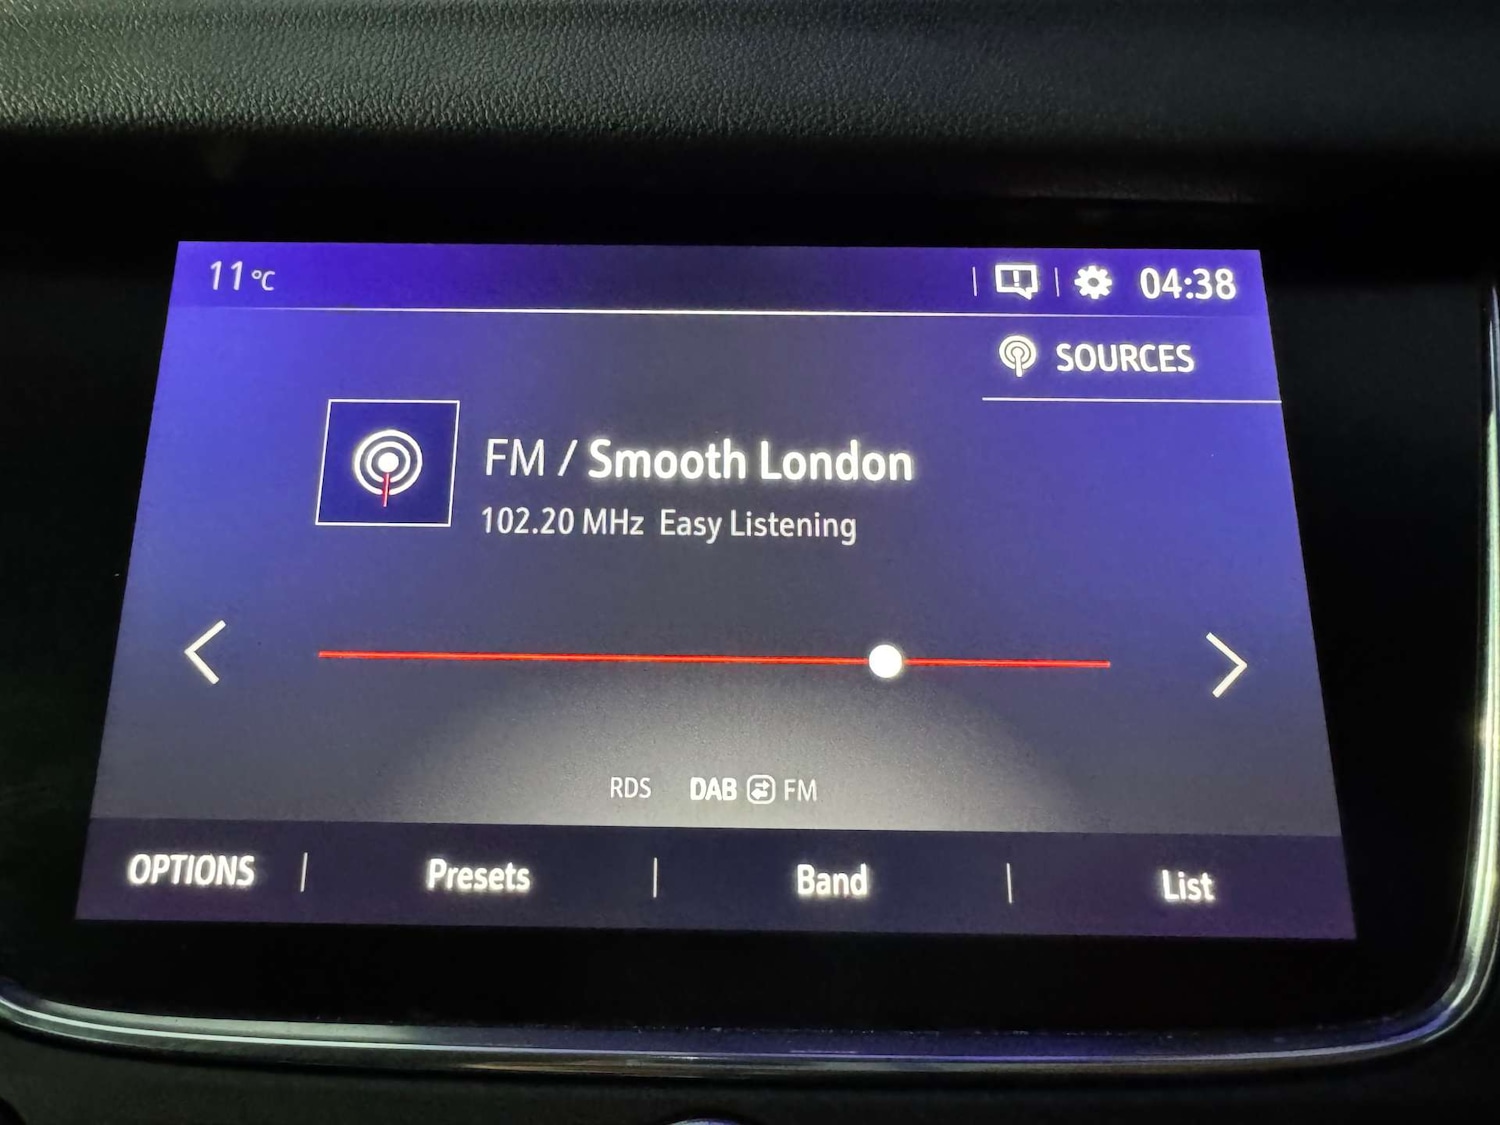 11 °C 04:38
SOURCES
FM / Smooth London
102.20 MHz Easy Listening
RDS DAB FM
OPTIONS Presets Band List